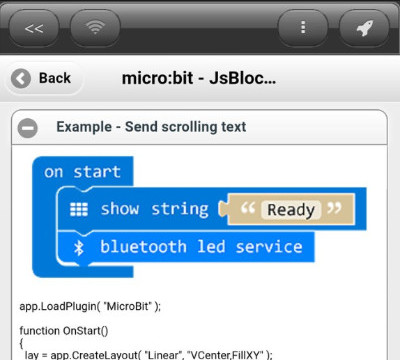 <<
Back
micro:bit - JsBloc...
Example - Send scrolling text
on start
show string “ Ready ”
bluetooth led service
app.LoadPlugin( "MicroBit" );
function OnStart()
{
lay = app.CreateLayout( "Linear", "VCenter,FillXY" );